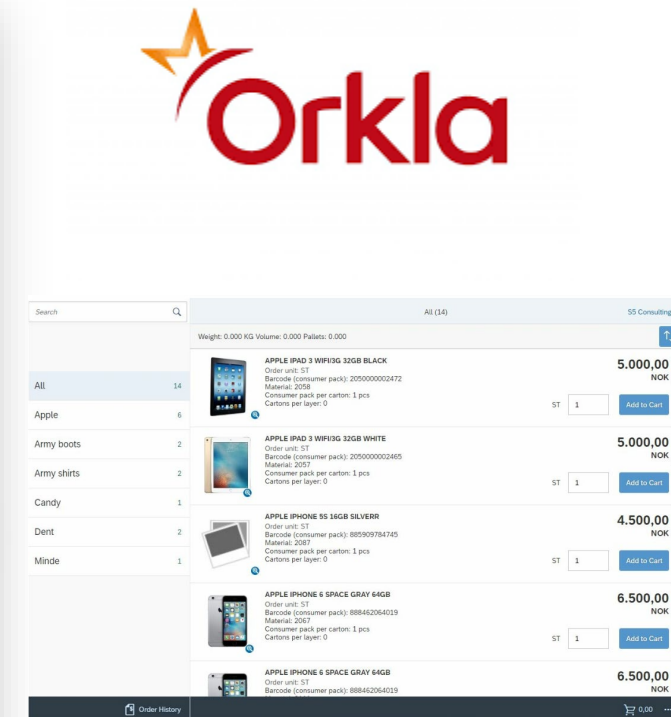 Orkla
Search
All (14)
55 Consulting
Weight: 0.000 KG Volume: 0.000 Pallets: 0.000
All 14
Apple 6
Army boots 2
Army shirts 2
Candy 1
Dent 2
Minde 1
APPLE IPAD 3 WIFI/3G 32GB BLACK
Order unit: ST
Barcode (consumer pack): 2050000002472
Material: 2058
Consumer pack per carton: 1 pcs
Cartons per layer: 0
5.000,00
NOK
ST 1 Add to Cart
APPLE IPAD 3 WIFI/3G 32GB WHITE
Order unit: ST
Barcode (consumer pack): 2050000002465
Material: 2057
Consumer pack per carton: 1 pcs
Cartons per layer: 0
5.000,00
NOK
ST 1 Add to Cart
APPLE IPHONE 5S 16GB SILVERR
Order unit: ST
Barcode (consumer pack): 885909784745
Material: 2087
Consumer pack per carton: 1 pcs
Cartons per layer: 0
4.500,00
NOK
ST 1 Add to Cart
APPLE IPHONE 6 SPACE GRAY 64GB
Order unit: ST
Barcode (consumer pack): 888462064019
Material: 2067
Consumer pack per carton: 1 pcs
Cartons per layer: 0
6.500,00
NOK
ST 1 Add to Cart
APPLE IPHONE 6 SPACE GRAY 64GB
Order unit: ST
Barcode (consumer pack): 888462064019
6.500,00
NOK
Order History
0,00 ...